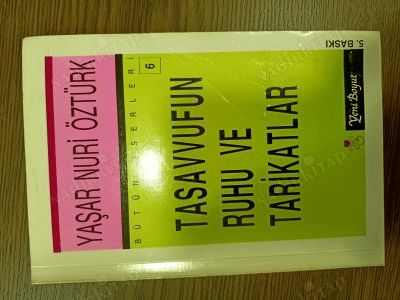 YAŞAR NURİ ÖZTÜRK
BÜTÜN ESERLERİ
6
TASAVVUFUN
RUHU VE
TARİKATLAR
Yeni Boyut
5. BASKI